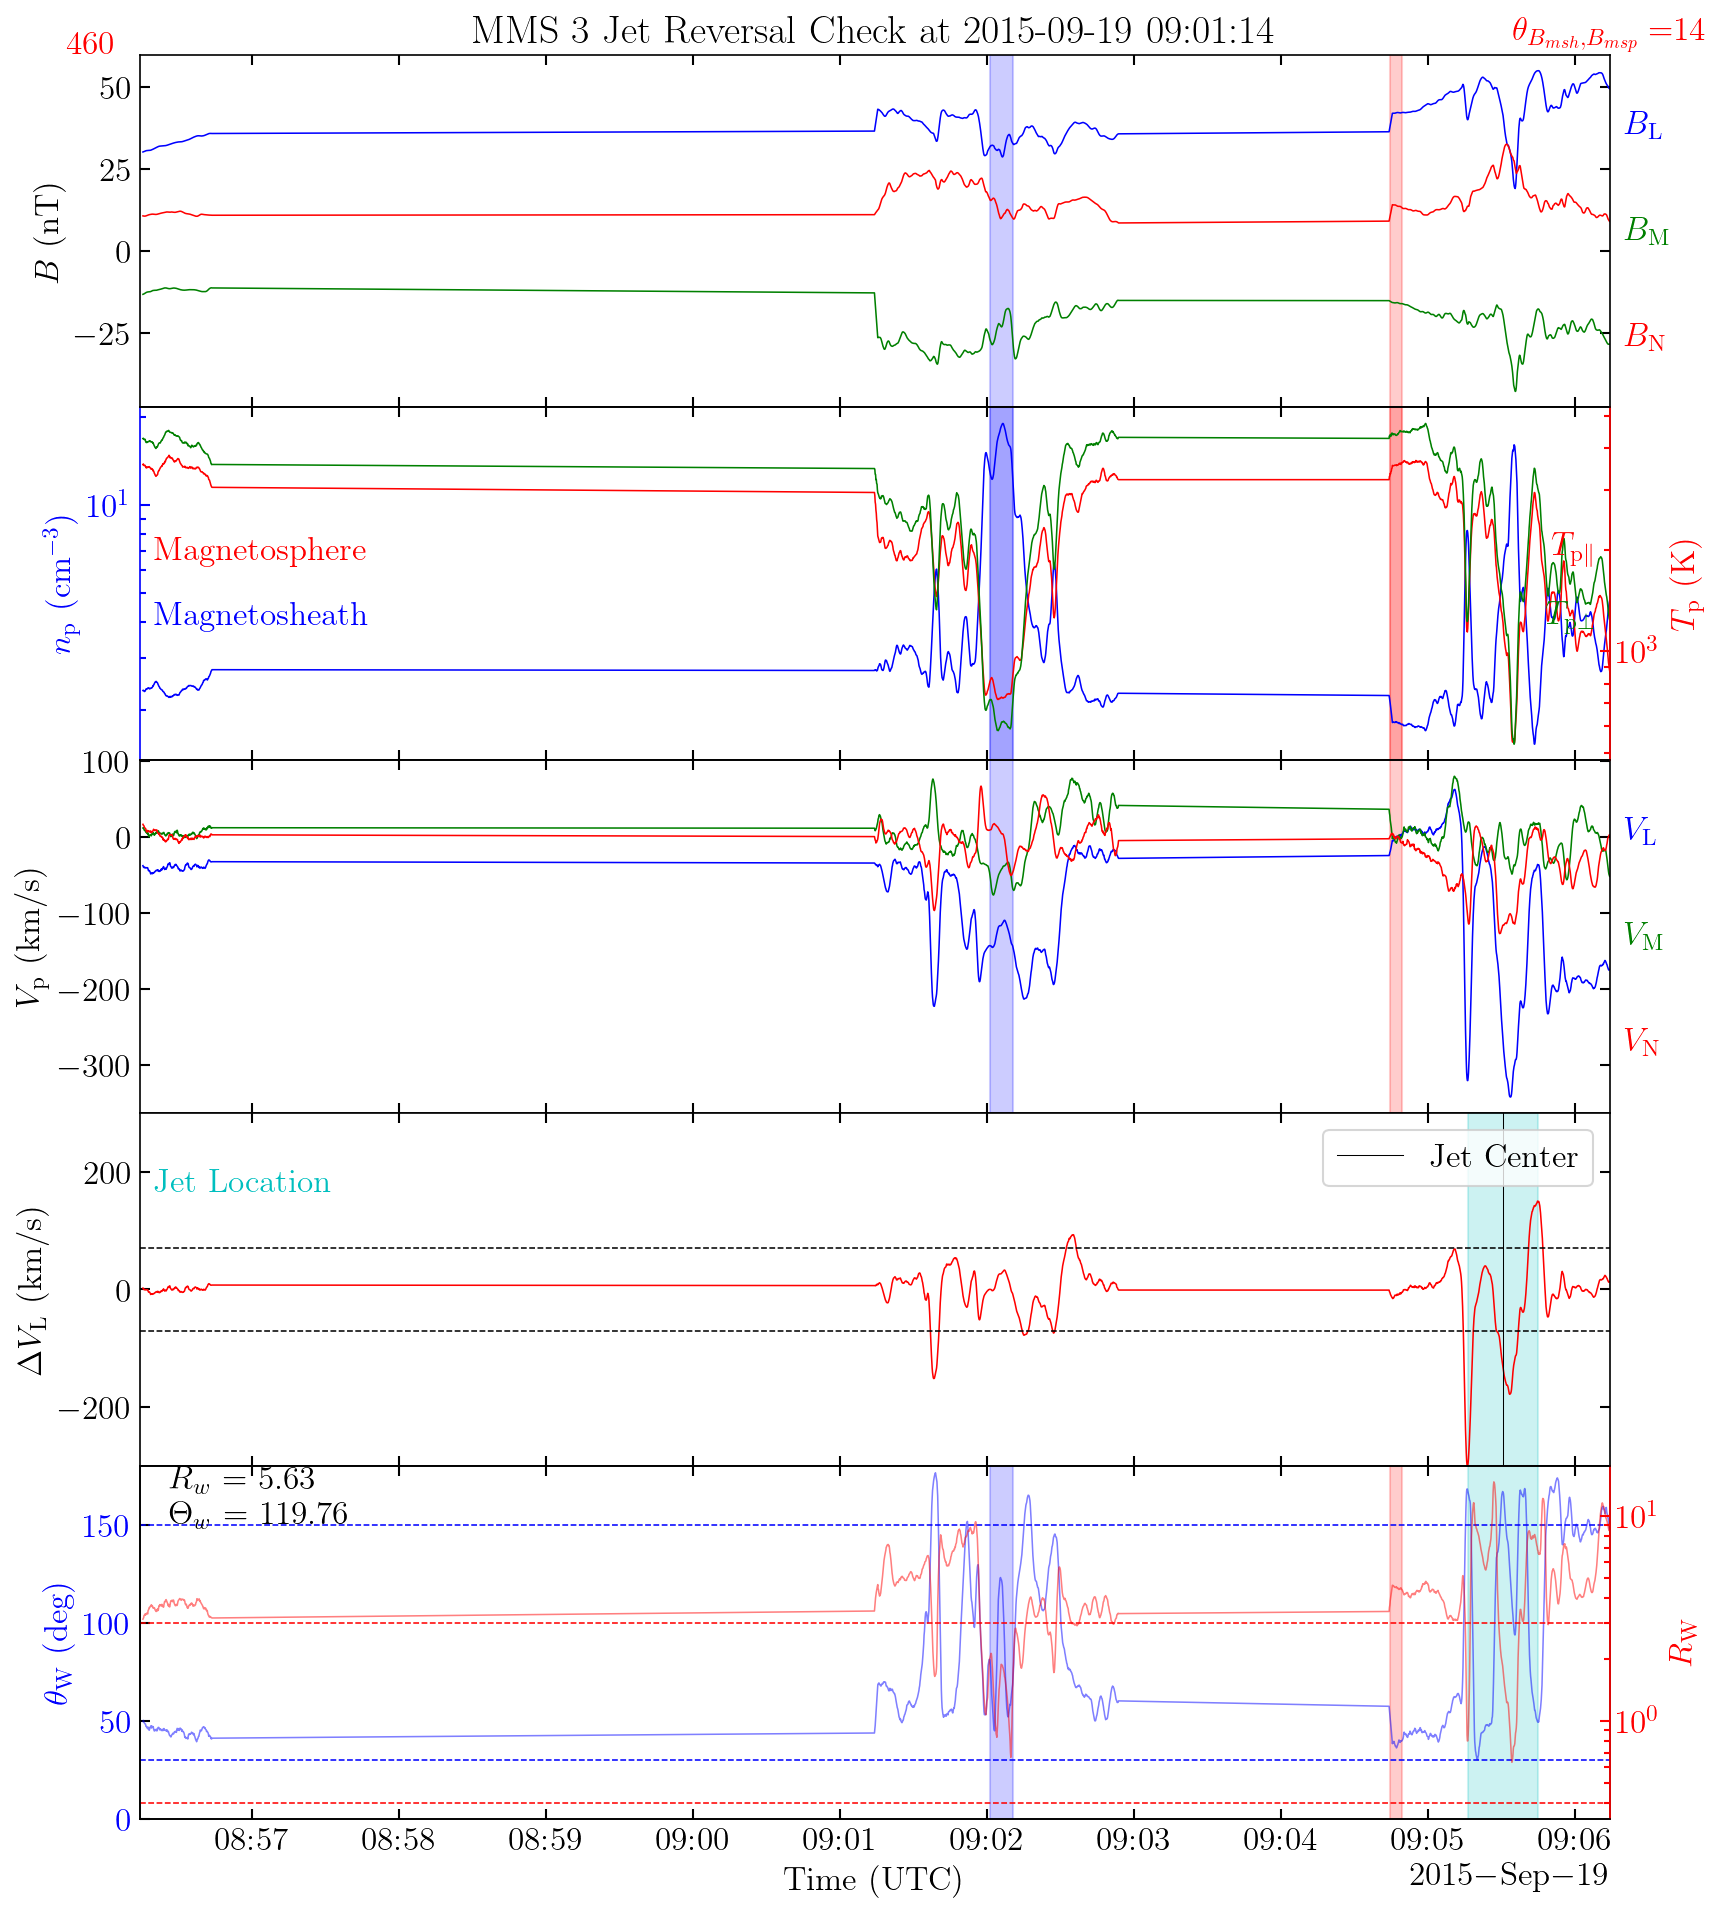 460
MMS 3 Jet Reversal Check at 2015-09-19 09:01:14
θ_{B_{msh},B_{msp}} =14
50
25
0
−25
B (nT)
B_L
B_M
B_N
10^1
n_p (cm^{−3})
Magnetosphere
Magnetosheath
T_{p∥}
T_{p⊥}
10^3
T_p (K)
100
0
−100
−200
−300
V_p (km/s)
V_L
V_M
V_N
200
0
−200
ΔV_L (km/s)
Jet Location
Jet Center
R_w = 5.63
Θ_w = 119.76
150
100
50
0
θ_W (deg)
10^1
10^0
R_W
08:57 08:58 08:59 09:00 09:01 09:02 09:03 09:04 09:05 09:06
2015−Sep−19
Time (UTC)